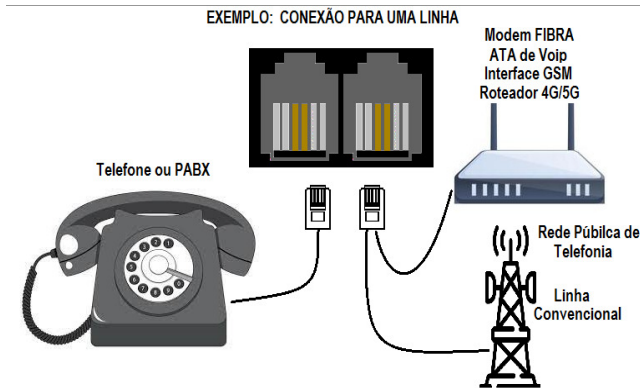 EXEMPLO: CONEXÃO PARA UMA LINHA
Modem FIBRA
ATA de Voip
Interface GSM
Roteador 4G/5G
Telefone ou PABX
Rede Púbilca de
Telefonia
Linha
Convencional